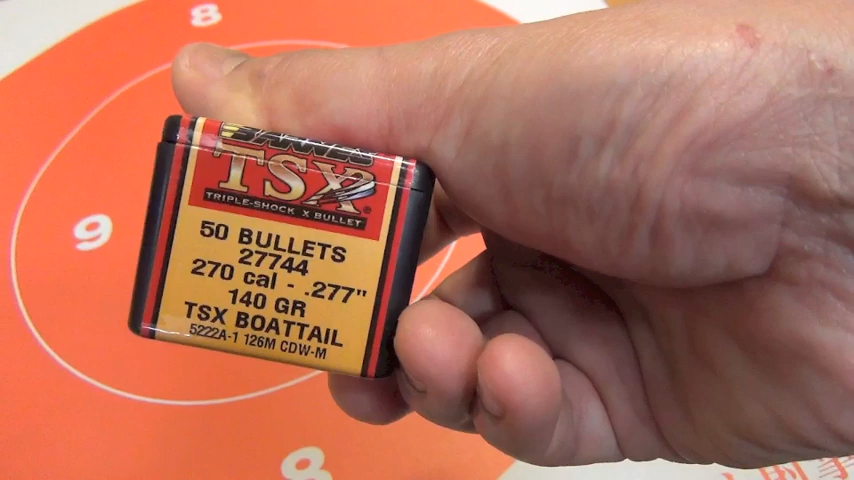 8
BARNES
TSX®
TRIPLE-SHOCK X BULLET
9
50 BULLETS
27744
270 cal - .277"
140 GR
TSX BOATTAIL
5222A-1 126M CDW-M
8